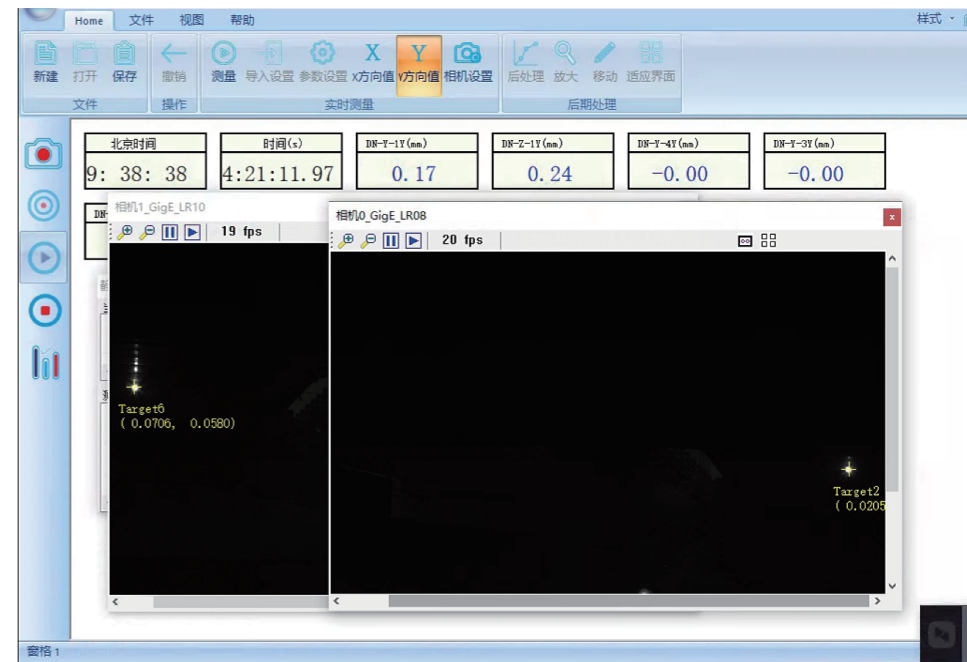 Home 文件 视图 帮助 样式
新建 打开 保存 撤销 测量 导入设置 参数设置 X方向值 Y方向值 相机设置 后处理 放大 移动 适应界面
文件 操作 实时测量 后期处理
北京时间 时间(s) DN-Y-1Y(mm) DN-Z-1Y(mm) DN-Y-4Y(mm) DN-Y-3Y(mm)
9: 38: 38 4:21:11.97 0.17 0.24 -0.00 -0.00
相机1_GigE_LR10
19 fps
Target6
( 0.0706, 0.0580)
相机0_GigE_LR08
20 fps
Target2
( 0.0205
窗格 1